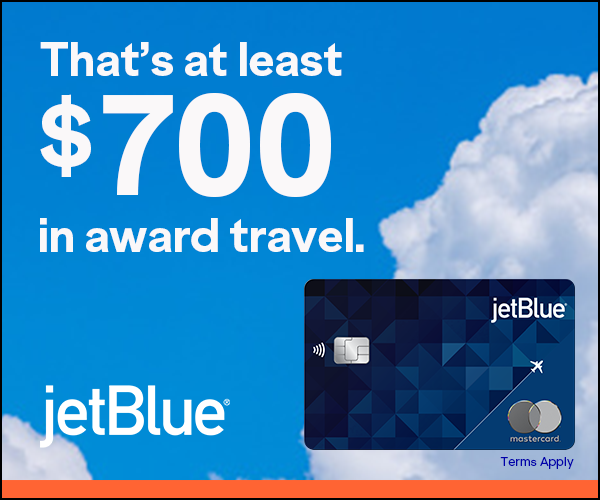 That's at least
$700
in award travel.
jetBlue®
mastercard.
jetBlue®
Terms Apply